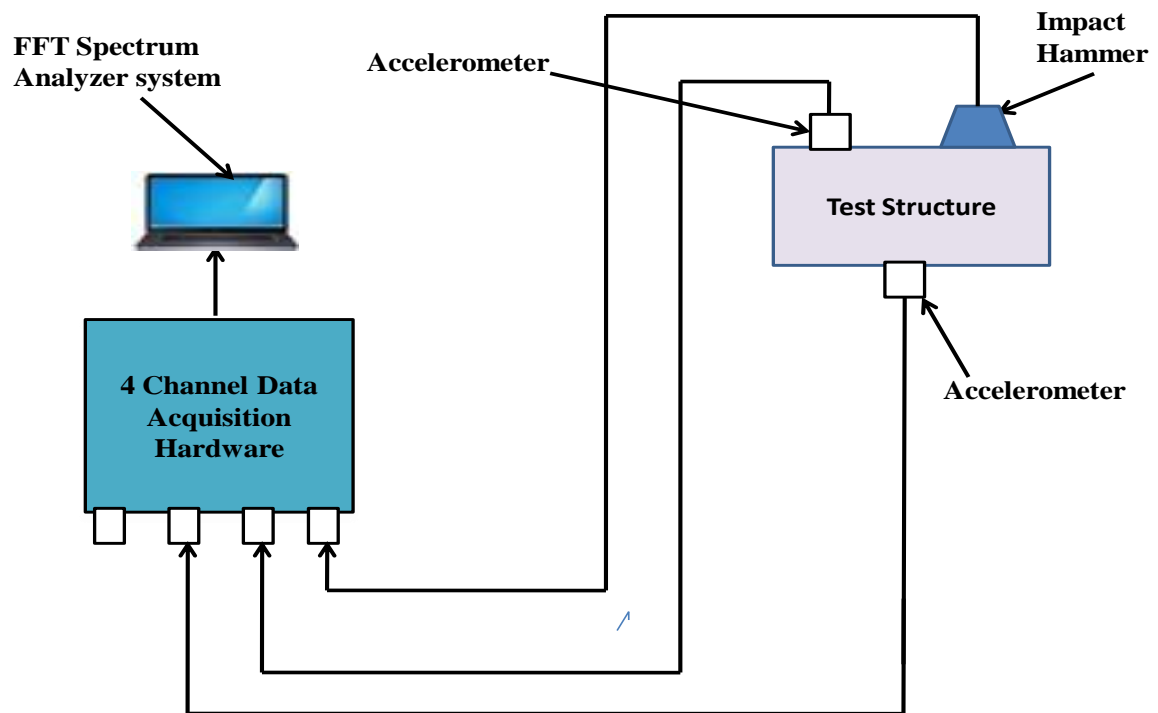 FFT Spectrum
Analyzer system
Accelerometer
Impact
Hammer
Test Structure
4 Channel Data
Acquisition
Hardware
Accelerometer